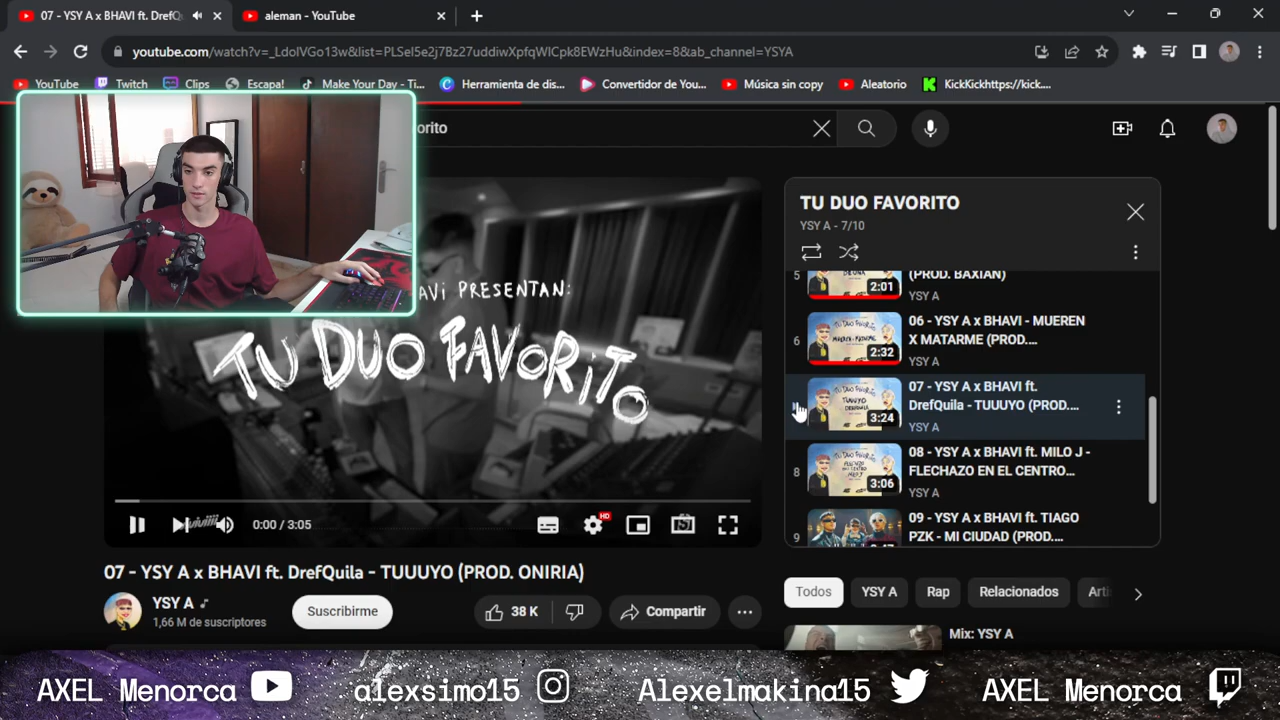 07 - YSY A x BHAVI ft. DrefQ
aleman - YouTube
youtube.com/watch?v=_LdoIVGo13w&list=PLSel5e2j7Bz27uddiwXpfqWICpk8EWzHu&index=8&ab_channel=YSYA
YouTube
Twitch
Clips
Escapa!
Make Your Day - Ti...
Herramienta de dis...
Convertidor de You...
Música sin copy
Aleatorio
KickKickhttps://kick....
orito
PRESENTAN:
TU DUO FAVORITO
0:00 / 3:05
HD
07 - YSY A x BHAVI ft. DrefQuila - TUUUYO (PROD. ONIRIA)
YSY A
1,66 M de suscriptores
Suscribirme
38 K
Compartir
TU DUO FAVORITO
YSY A - 7/10
5
2:01
(PROD. BAXIAN)
YSY A
6
2:32
06 - YSY A x BHAVI - MUEREN
X MATARME (PROD....
YSY A
3:24
07 - YSY A x BHAVI ft.
DrefQuila - TUUUYO (PROD....
YSY A
8
3:06
08 - YSY A x BHAVI ft. MILO J -
FLECHAZO EN EL CENTRO...
YSY A
9
09 - YSY A x BHAVI ft. TIAGO
PZK - MI CIUDAD (PROD....
Todos
YSY A
Rap
Relacionados
Arti
Mix: YSY A
AXEL Menorca
alexsimo15
Alexelmakina15
AXEL Menorca